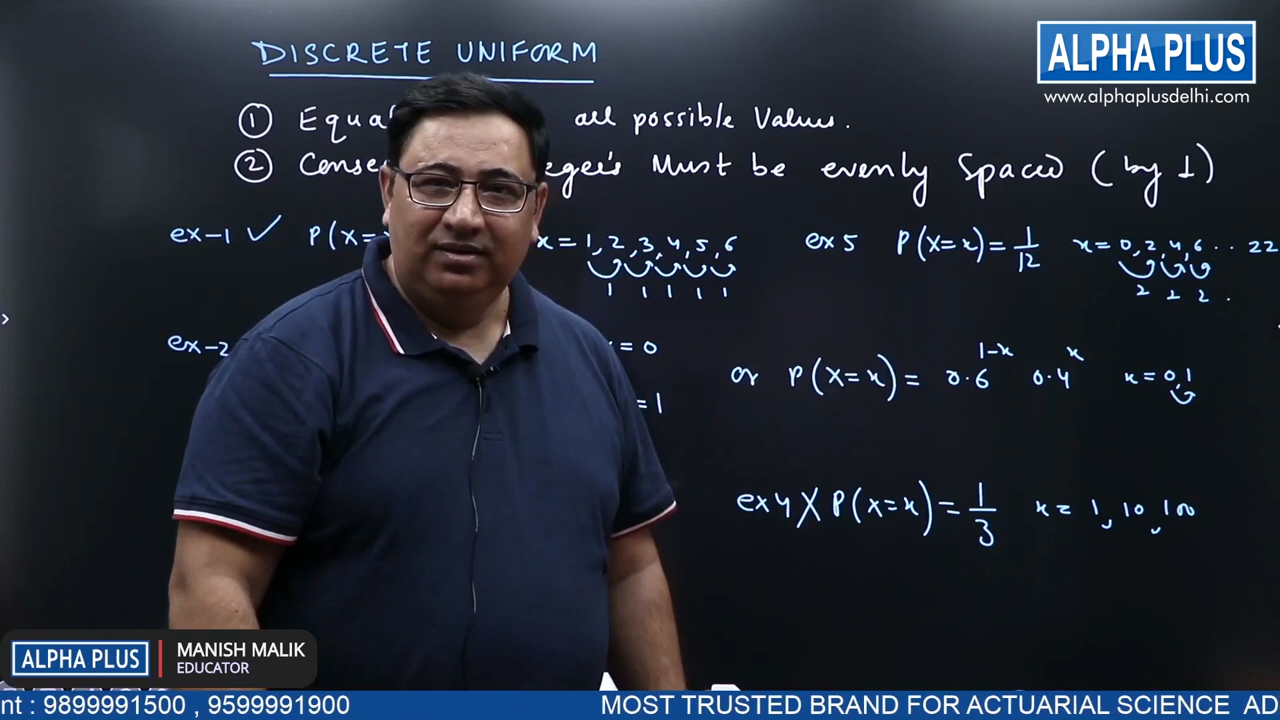 DISCRETE UNIFORM
ALPHA PLUS
www.alphaplusdelhi.com
① Equal all possible Values.
② Conse Must be evenly Spaced (by 1)
ex-1 ✓ P(X= x = 1, 2, 3, 4, 5, 6
1 1 1 1 1
ex 5 P(X=x) = 1/12 x = 0, 2, 4, 6 . . . 22
2 2 2 .
ex-2 = 0
= 1
or P(X=x) = 0.6^(1-x) 0.4^x x = 0, 1
ex 4 X P(X=x) = 1/3 x = 1, 10, 100
ALPHA PLUS
MANISH MALIK
EDUCATOR
nt : 9899991500 , 9599991900 MOST TRUSTED BRAND FOR ACTUARIAL SCIENCE AD